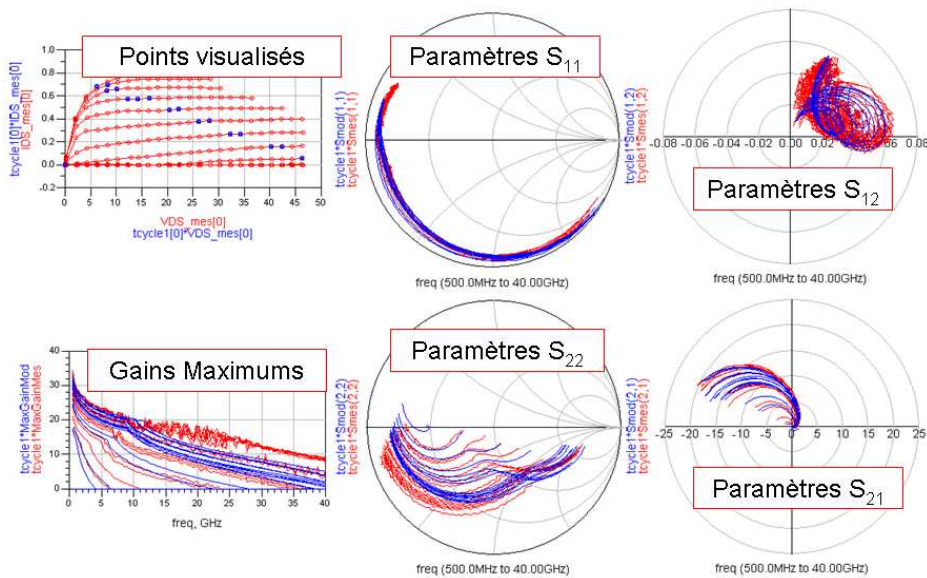 Points visualisés
tcycle1[0]*IDS_mes[0]
IDS_mes[0]
1.0
0.8
0.6
0.4
0.2
0.0
-0.2
0 5 10 15 20 25 30 35 40 45 50
VDS_mes[0]
tcycle1[0]*VDS_mes[0]
Paramètres S11
tcycle1*Smod(1,1)
tcycle1*Smes(1,1)
freq (500.0MHz to 40.00GHz)
Paramètres S12
tcycle1*Smod(1,2)
tcycle1*Smes(1,2)
-0.08 -0.06 -0.04 -0.02 0.00 0.02 0.04 0.06 0.08
freq (500.0MHz to 40.00GHz)
Gains Maximums
tcycle1*MaxGainMod
tcycle1*MaxGainMes
40
30
20
10
0
0 10 20 30 40
freq, GHz
Paramètres S22
tcycle1*Smod(2,2)
tcycle1*Smes(2,2)
freq (500.0MHz to 40.00GHz)
Paramètres S21
tcycle1*Smod(2,1)
tcycle1*Smes(2,1)
-25 -20 -15 -10 -5 0 5 10 15 20 25
freq (500.0MHz to 40.00GHz)